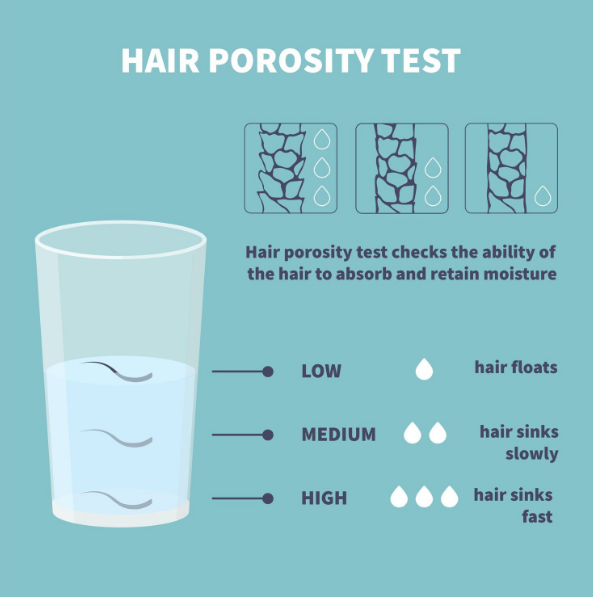 HAIR POROSITY TEST
Hair porosity test checks the ability of
the hair to absorb and retain moisture
LOW
hair floats
MEDIUM
hair sinks
slowly
HIGH
hair sinks
fast